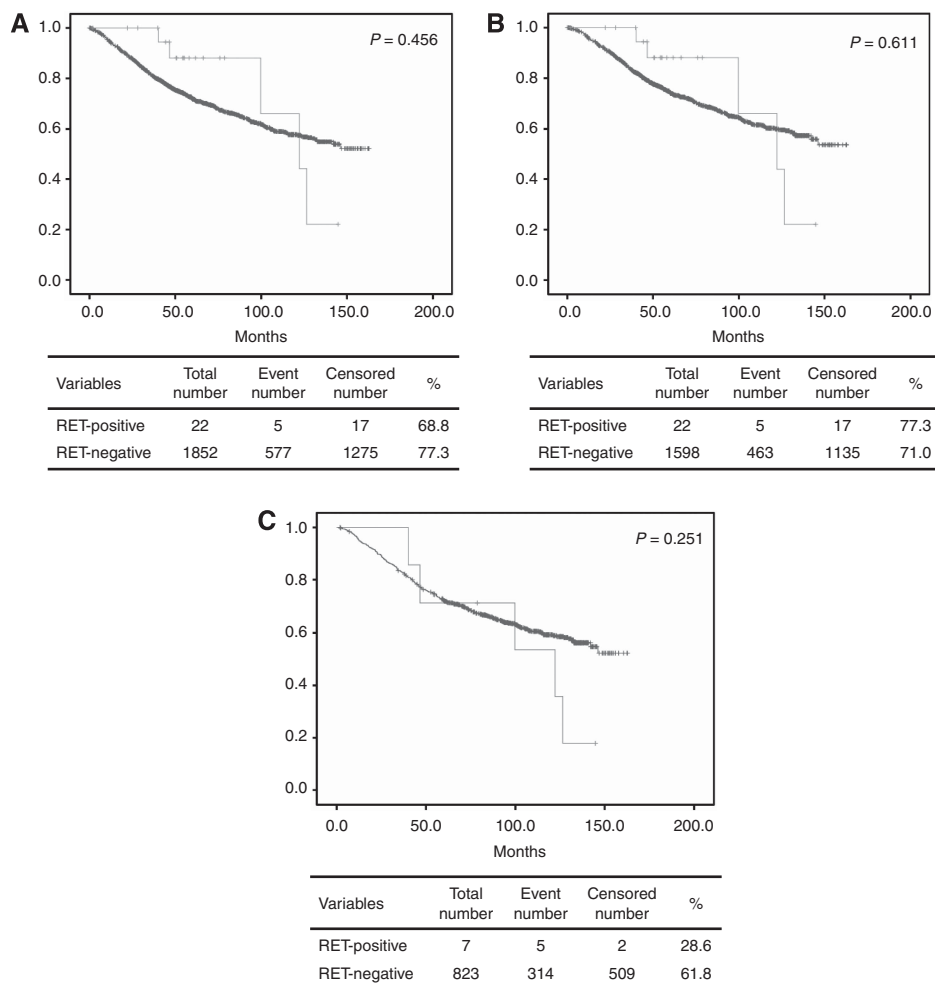 A
1.0
0.8
0.6
0.4
0.2
0.0
P = 0.456
0.0 50.0 100.0 150.0 200.0
Months
Variables Total number Event number Censored number %
RET-positive 22 5 17 68.8
RET-negative 1852 577 1275 77.3
B
1.0
0.8
0.6
0.4
0.2
0.0
P = 0.611
0.0 50.0 100.0 150.0 200.0
Months
Variables Total number Event number Censored number %
RET-positive 22 5 17 77.3
RET-negative 1598 463 1135 71.0
C
1.0
0.8
0.6
0.4
0.2
0.0
P = 0.251
0.0 50.0 100.0 150.0 200.0
Months
Variables Total number Event number Censored number %
RET-positive 7 5 2 28.6
RET-negative 823 314 509 61.8